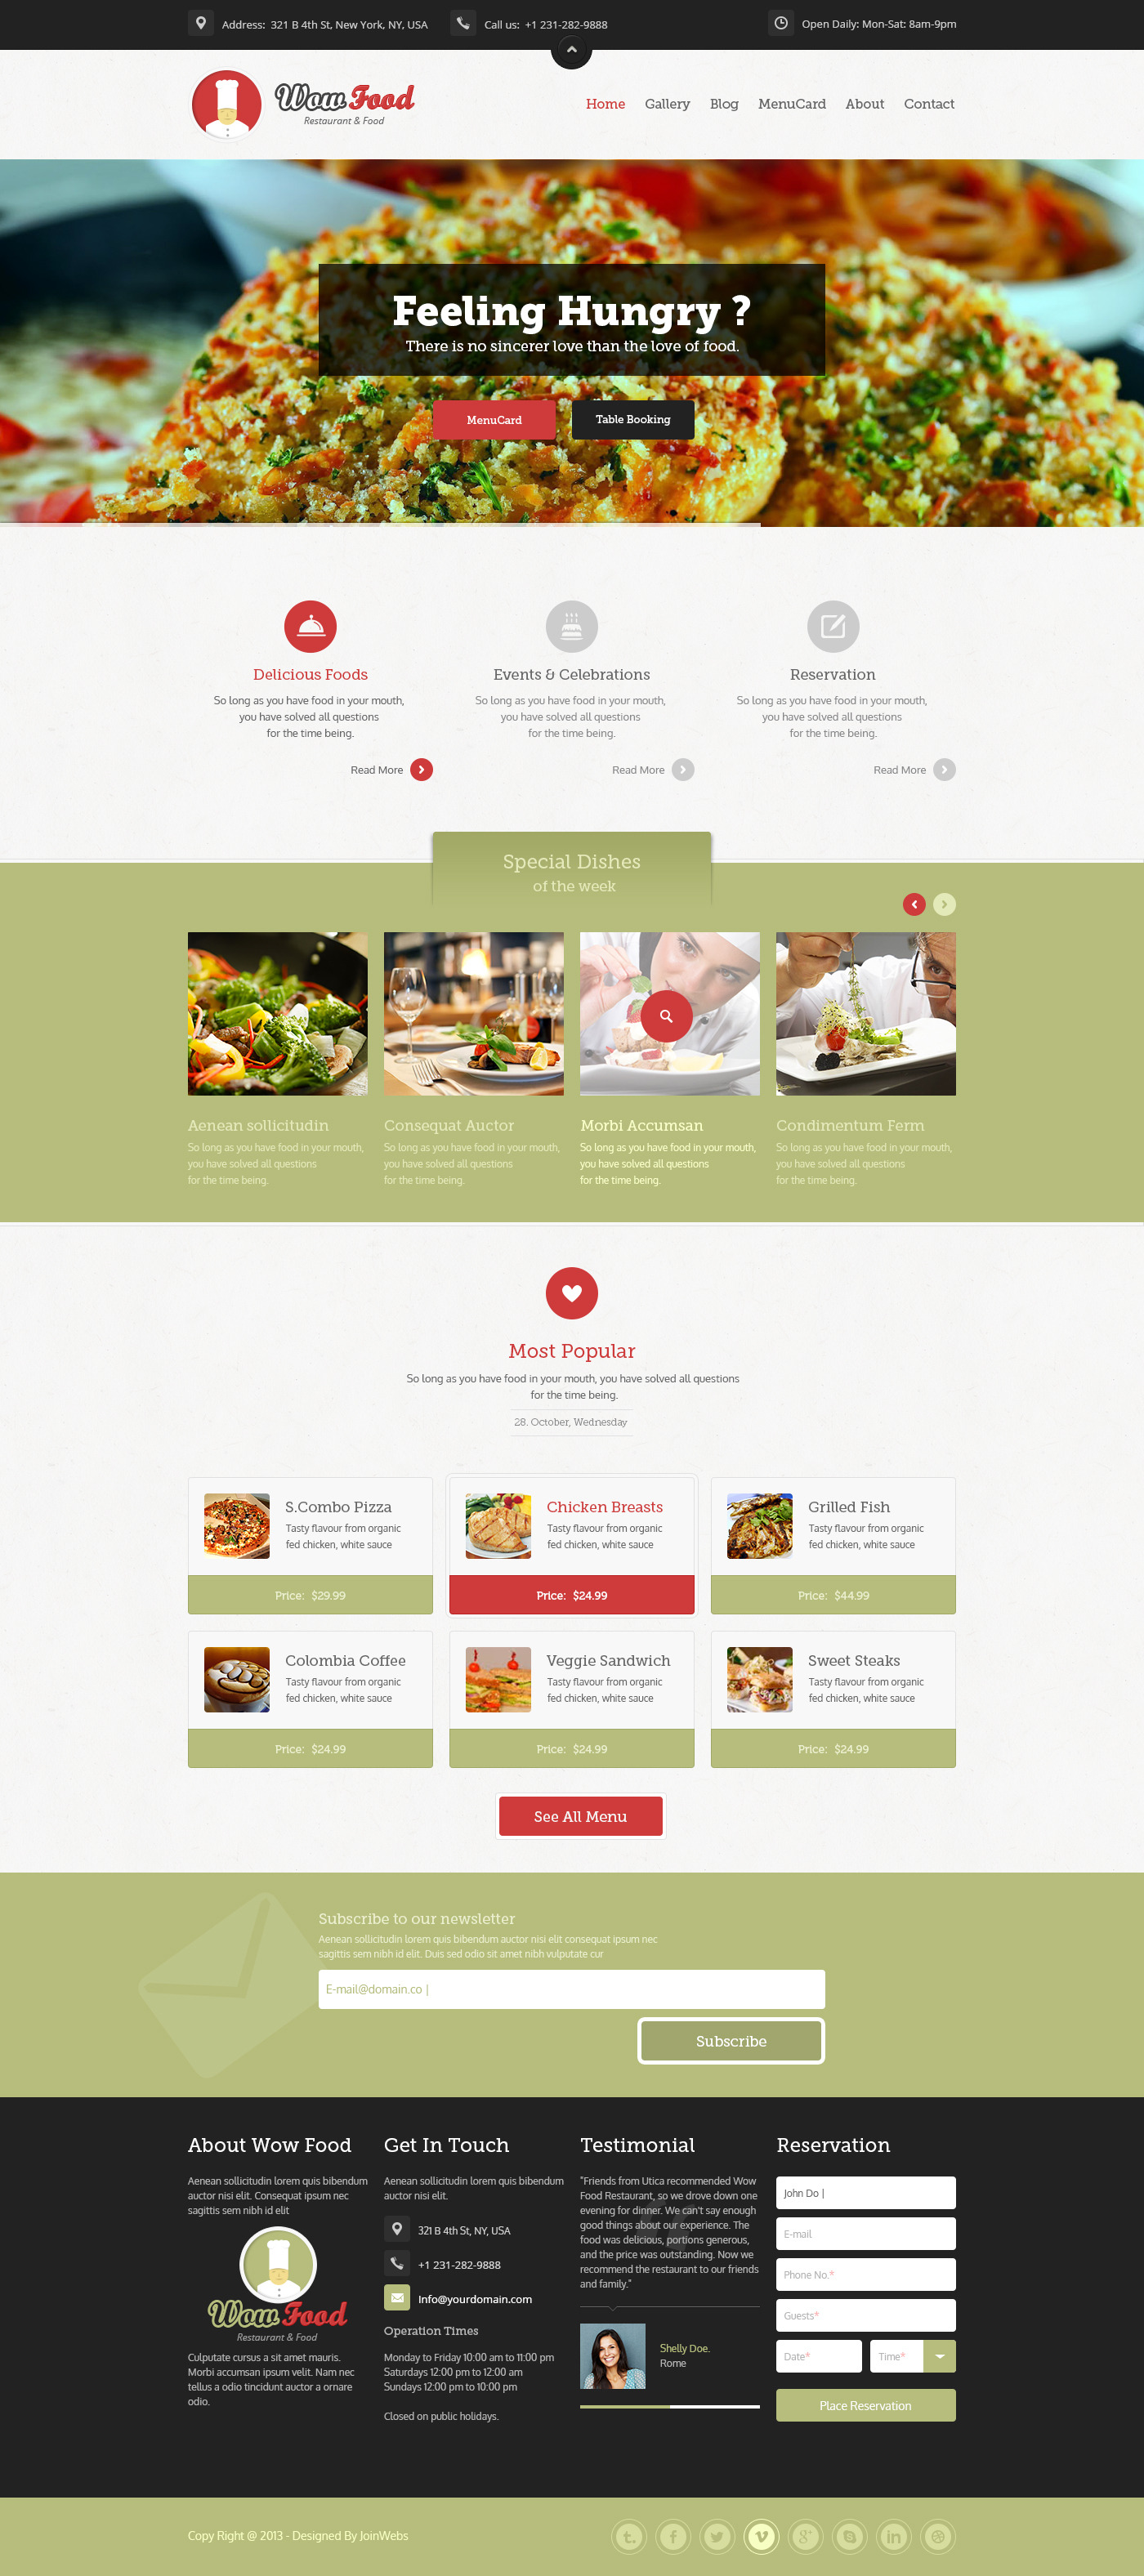 Address: 321 B 4th St, New York, NY, USA
Call us: +1 231-282-9888
Open Daily: Mon-Sat: 8am-9pm
Wow Food
Restaurant & Food
Home Gallery Blog MenuCard About Contact
Feeling Hungry ?
There is no sincerer love than the love of food.
MenuCard
Table Booking
Delicious Foods
So long as you have food in your mouth,
you have solved all questions
for the time being.
Read More
Events & Celebrations
So long as you have food in your mouth,
you have solved all questions
for the time being.
Read More
Reservation
So long as you have food in your mouth,
you have solved all questions
for the time being.
Read More
Special Dishes
of the week
Aenean sollicitudin
So long as you have food in your mouth,
you have solved all questions
for the time being.
Consequat Auctor
So long as you have food in your mouth,
you have solved all questions
for the time being.
Morbi Accumsan
So long as you have food in your mouth,
you have solved all questions
for the time being.
Condimentum Ferm
So long as you have food in your mouth,
you have solved all questions
for the time being.
Most Popular
So long as you have food in your mouth, you have solved all questions
for the time being.
28. October, Wednesday
S.Combo Pizza
Tasty flavour from organic
fed chicken, white sauce
Price: $29.99
Chicken Breasts
Tasty flavour from organic
fed chicken, white sauce
Price: $24.99
Grilled Fish
Tasty flavour from organic
fed chicken, white sauce
Price: $44.99
Colombia Coffee
Tasty flavour from organic
fed chicken, white sauce
Price: $24.99
Veggie Sandwich
Tasty flavour from organic
fed chicken, white sauce
Price: $24.99
Sweet Steaks
Tasty flavour from organic
fed chicken, white sauce
Price: $24.99
See All Menu
Subscribe to our newsletter
Aenean sollicitudin lorem quis bibendum auctor nisi elit consequat ipsum nec
sagittis sem nibh id elit. Duis sed odio sit amet nibh vulputate cur
E-mail@domain.co |
Subscribe
About Wow Food
Aenean sollicitudin lorem quis bibendum
auctor nisi elit. Consequat ipsum nec
sagittis sem nibh id elit
Wow Food
Restaurant & Food
Culputate cursus a sit amet mauris.
Morbi accumsan ipsum velit. Nam nec
tellus a odio tincidunt auctor a ornare
odio.
Get In Touch
Aenean sollicitudin lorem quis bibendum
auctor nisi elit.
321 B 4th St, NY, USA
+1 231-282-9888
Info@yourdomain.com
Operation Times
Monday to Friday 10:00 am to 11:00 pm
Saturdays 12:00 pm to 12:00 am
Sundays 12:00 pm to 10:00 pm
Closed on public holidays.
Testimonial
"Friends from Utica recommended Wow
Food Restaurant, so we drove down one
evening for dinner. We can't say enough
good things about our experience. The
food was delicious, portions generous,
and the price was outstanding. Now we
recommend the restaurant to our friends
and family."
Shelly Doe.
Rome
Reservation
John Do |
E-mail
Phone No.*
Guests*
Date*
Time*
Place Reservation
Copy Right @ 2013 - Designed By JoinWebs